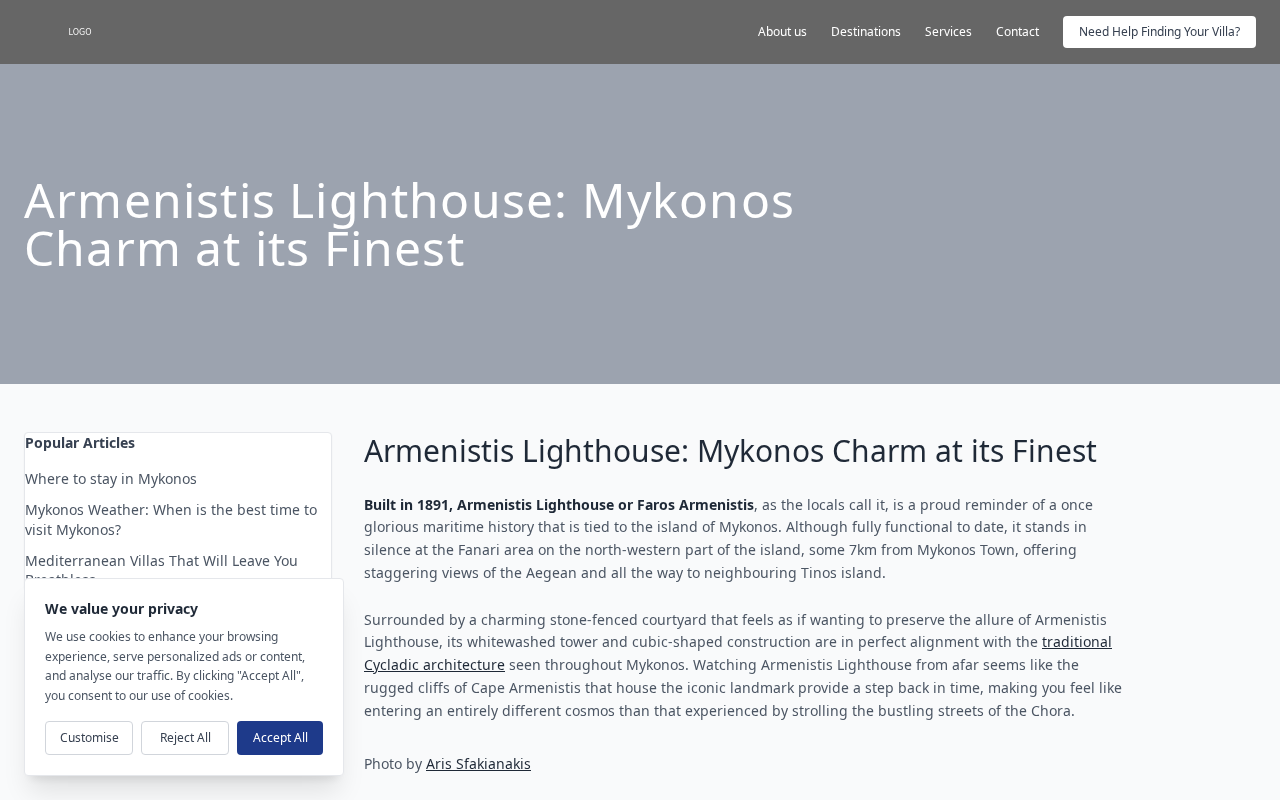 LOGO
About us
Destinations
Services
Contact
Need Help Finding Your Villa?
Armenistis Lighthouse: Mykonos
Charm at its Finest
Popular Articles
Where to stay in Mykonos
Mykonos Weather: When is the best time to
visit Mykonos?
Mediterranean Villas That Will Leave You
We value your privacy
We use cookies to enhance your browsing
experience, serve personalized ads or content,
and analyse our traffic. By clicking "Accept All",
you consent to our use of cookies.
Customise
Reject All
Accept All
Armenistis Lighthouse: Mykonos Charm at its Finest
Built in 1891, Armenistis Lighthouse or Faros Armenistis, as the locals call it, is a proud reminder of a once
glorious maritime history that is tied to the island of Mykonos. Although fully functional to date, it stands in
silence at the Fanari area on the north-western part of the island, some 7km from Mykonos Town, offering
staggering views of the Aegean and all the way to neighbouring Tinos island.
Surrounded by a charming stone-fenced courtyard that feels as if wanting to preserve the allure of Armenistis
Lighthouse, its whitewashed tower and cubic-shaped construction are in perfect alignment with the traditional
Cycladic architecture seen throughout Mykonos. Watching Armenistis Lighthouse from afar seems like the
rugged cliffs of Cape Armenistis that house the iconic landmark provide a step back in time, making you feel like
entering an entirely different cosmos than that experienced by strolling the bustling streets of the Chora.
Photo by Aris Sfakianakis